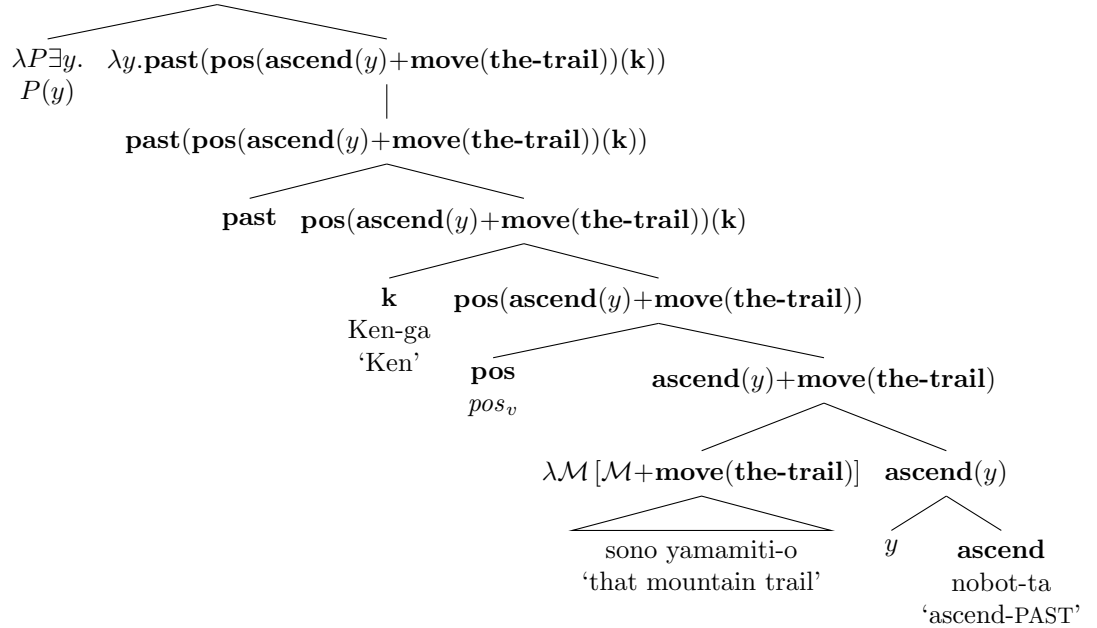 λP∃y. λy.past(pos(ascend(y)+move(the-trail))(k))
P(y)
past(pos(ascend(y)+move(the-trail))(k))
past pos(ascend(y)+move(the-trail))(k)
k pos(ascend(y)+move(the-trail))
Ken-ga
‘Ken’
pos ascend(y)+move(the-trail)
pos_v
λℳ [ℳ+move(the-trail)] ascend(y)
sono yamamiti-o y ascend
‘that mountain trail’ nobot-ta
‘ascend-PAST’